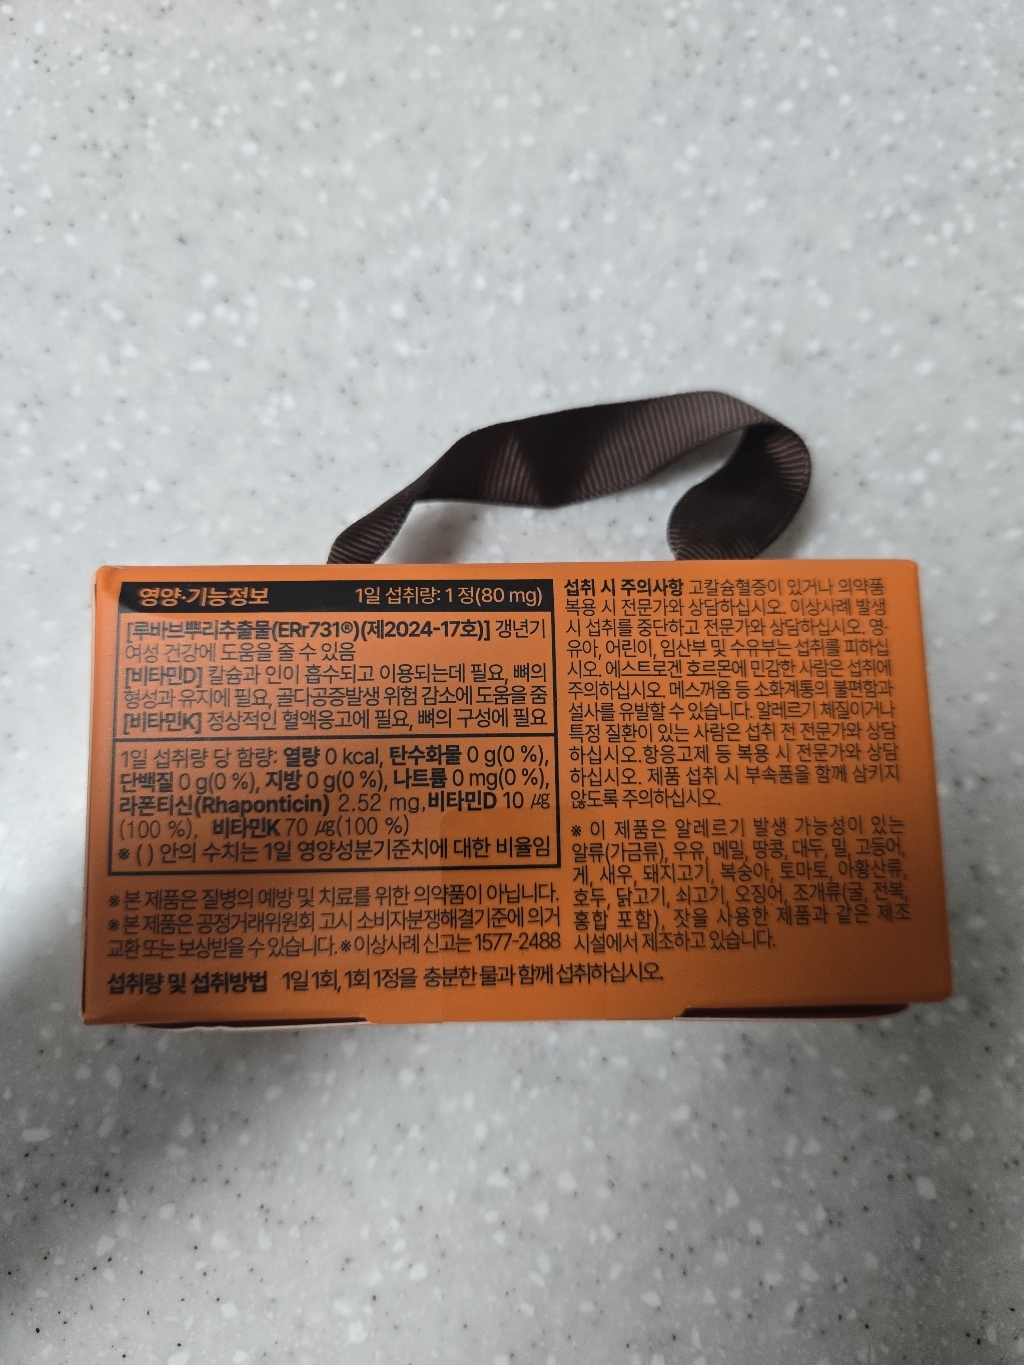 영양·기능정보 1일 섭취량: 1정(80 mg)
[루바브뿌리추출물(ERr731®)(제2024-17호)] 갱년기
여성 건강에 도움을 줄 수 있음
[비타민D] 칼슘과 인이 흡수되고 이용되는데 필요, 뼈의
형성과 유지에 필요, 골다공증발생 위험 감소에 도움을 줌
[비타민K] 정상적인 혈액응고에 필요, 뼈의 구성에 필요
1일 섭취량 당 함량: 열량 0 kcal, 탄수화물 0 g(0 %),
단백질 0 g(0 %), 지방 0 g(0 %), 나트륨 0 mg(0 %),
라폰티신(Rhaponticin) 2.52 mg, 비타민D 10 ㎍
(100 %), 비타민K 70 ㎍(100 %)
※ ( ) 안의 수치는 1일 영양성분기준치에 대한 비율임
※ 본 제품은 질병의 예방 및 치료를 위한 의약품이 아닙니다.
※ 본 제품은 공정거래위원회 고시 소비자분쟁해결기준에 의거
교환 또는 보상받을 수 있습니다. ※ 이상사례 신고는 1577-2488
섭취량 및 섭취방법 1일 1회, 1회 1정을 충분한 물과 함께 섭취하십시오.
섭취 시 주의사항 고칼슘혈증이 있거나 의약품
복용 시 전문가와 상담하십시오. 이상사례 발생
시 섭취를 중단하고 전문가와 상담하십시오. 영·
유아, 어린이, 임산부 및 수유부는 섭취를 피하십
시오. 에스트로겐 호르몬에 민감한 사람은 섭취에
주의하십시오. 메스꺼움 등 소화계통의 불편함과
설사를 유발할 수 있습니다. 알레르기 체질이거나
특정 질환이 있는 사람은 섭취 전 전문가와 상담
하십시오. 항응고제 등 복용 시 전문가와 상담
하십시오. 제품 섭취 시 부속품을 함께 삼키지
않도록 주의하십시오.
※ 이 제품은 알레르기 발생 가능성이 있는
알류(가금류), 우유, 메밀, 땅콩, 대두, 밀, 고등어,
게, 새우, 돼지고기, 복숭아, 토마토, 아황산류,
호두, 닭고기, 쇠고기, 오징어, 조개류(굴, 전복,
홍합 포함), 잣을 사용한 제품과 같은 제조
시설에서 제조하고 있습니다.